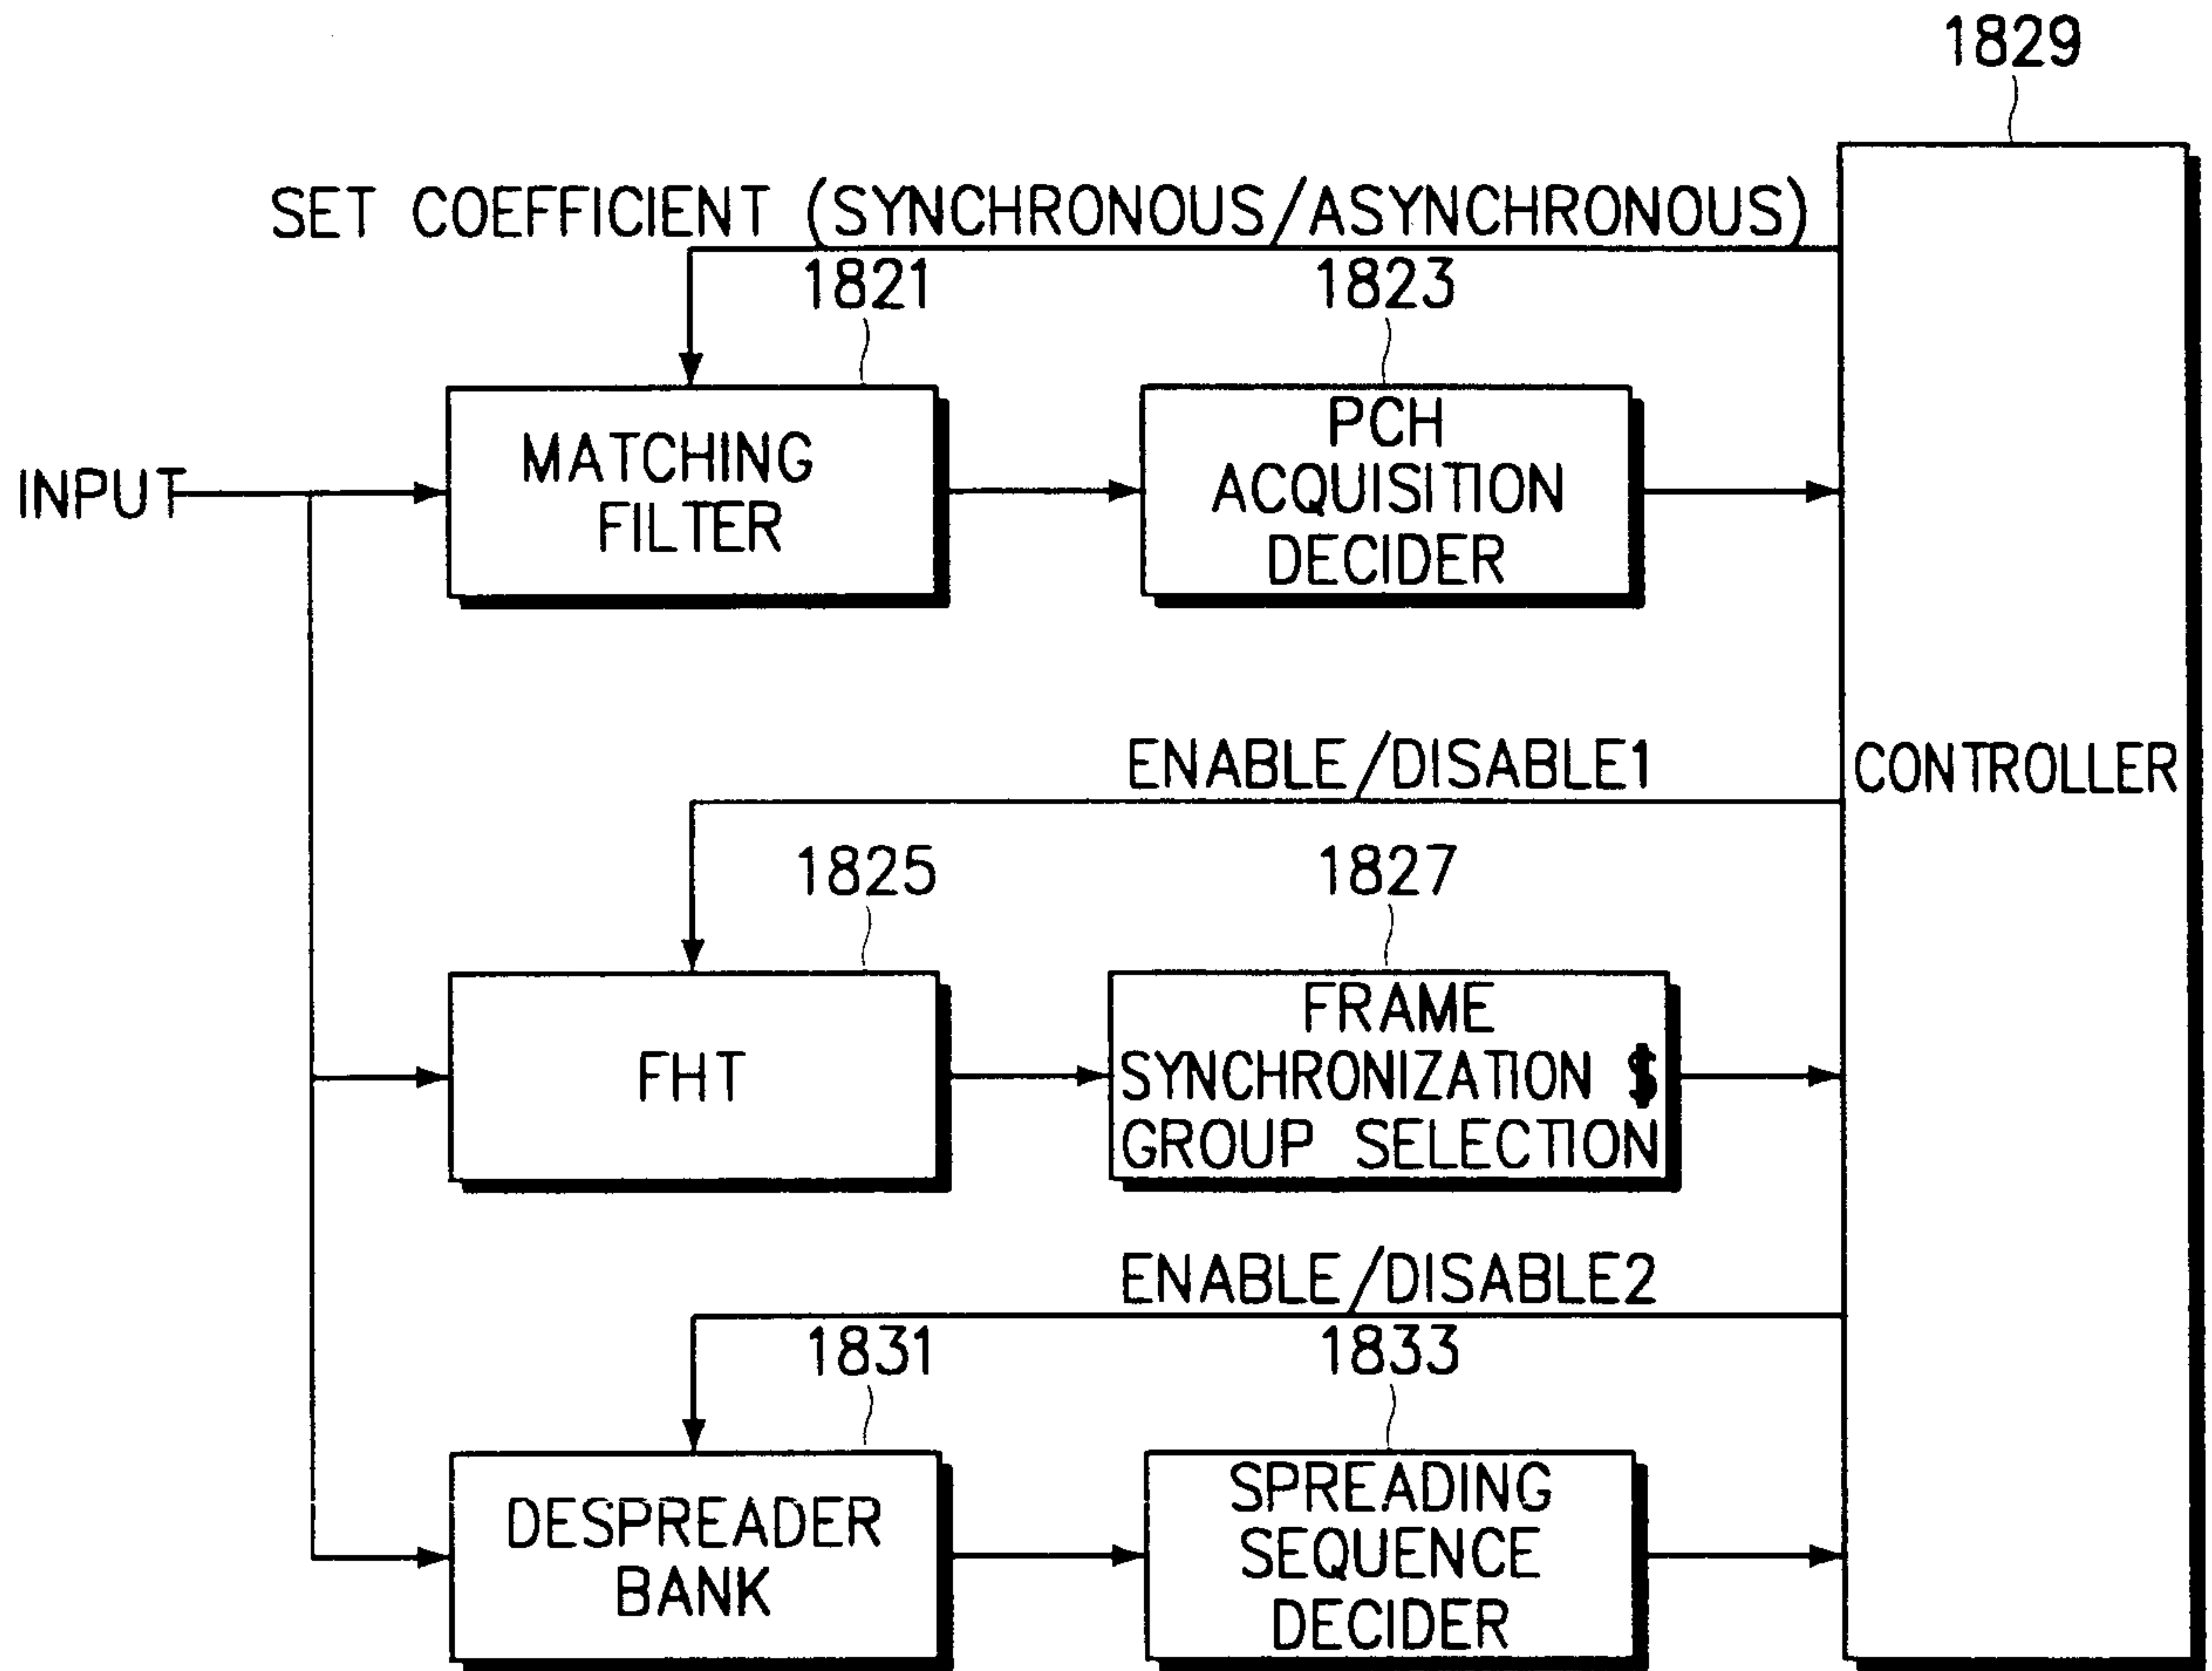 1829
SET COEFFICIENT (SYNCHRONOUS/ASYNCHRONOUS)
1821
1823
INPUT
MATCHING
FILTER
PCH
ACQUISITION
DECIDER
ENABLE/DISABLE1
CONTROLLER
1825
1827
FHT
FRAME
SYNCHRONIZATION $
GROUP SELECTION
ENABLE/DISABLE2
1831
1833
DESPREADER
BANK
SPREADING
SEQUENCE
DECIDER